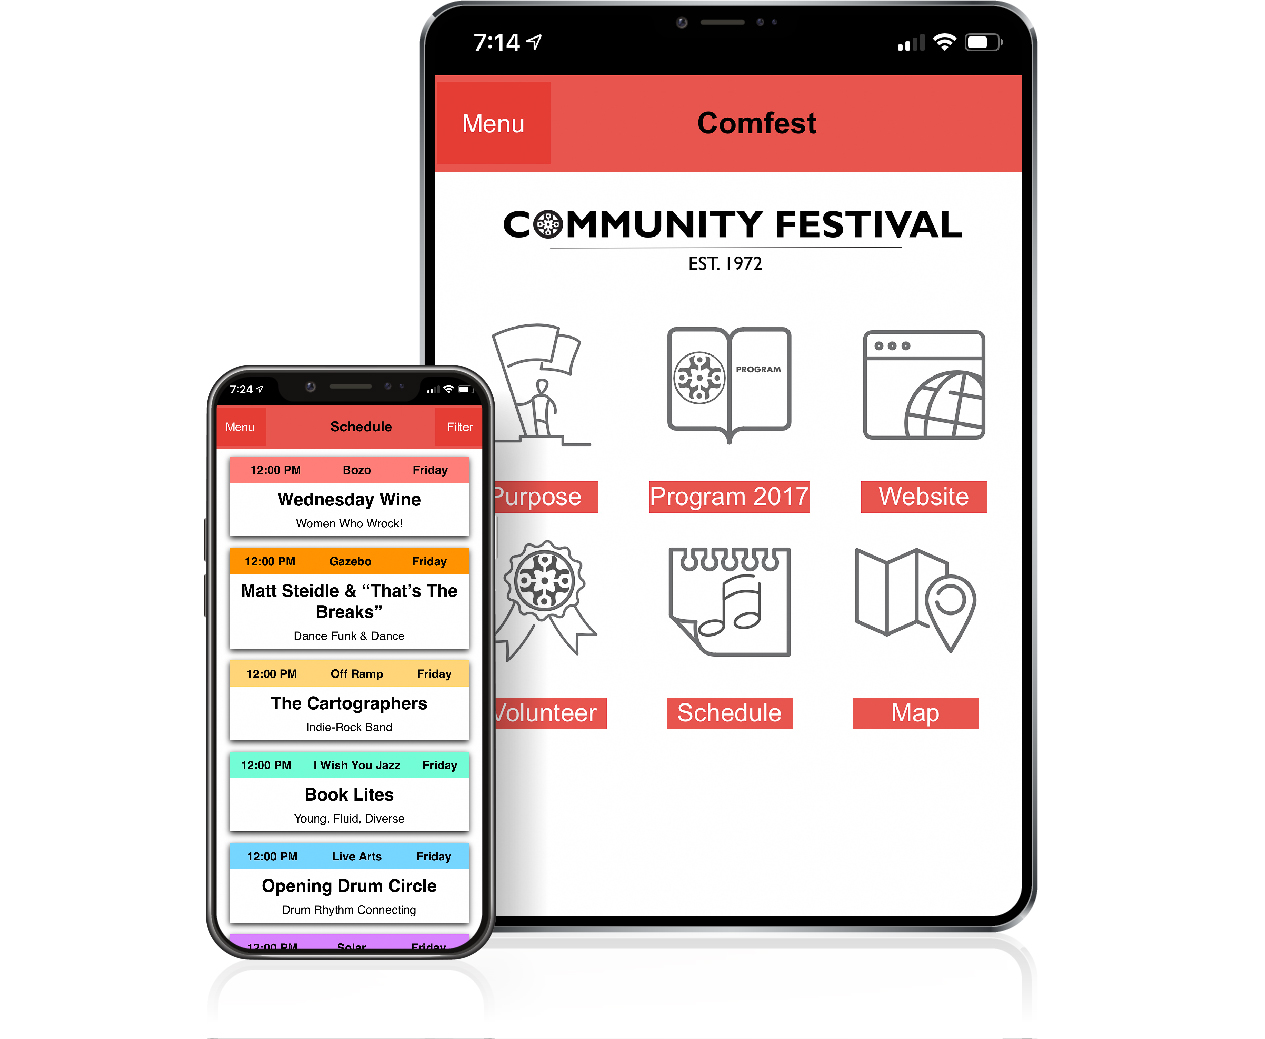 7:14
Menu
Comfest
COMMUNITY FESTIVAL
EST. 1972
PROGRAM
Purpose
Program 2017
Website
Volunteer
Schedule
Map
7:24
Menu
Schedule
Filter
12:00 PM Bozo Friday
Wednesday Wine
Women Who Wrock!
12:00 PM Gazebo Friday
Matt Steidle & “That’s The
Breaks”
Dance Funk & Dance
12:00 PM Off Ramp Friday
The Cartographers
Indie-Rock Band
12:00 PM I Wish You Jazz Friday
Book Lites
Young, Fluid, Diverse
12:00 PM Live Arts Friday
Opening Drum Circle
Drum Rhythm Connecting
12:00 PM Solar Friday